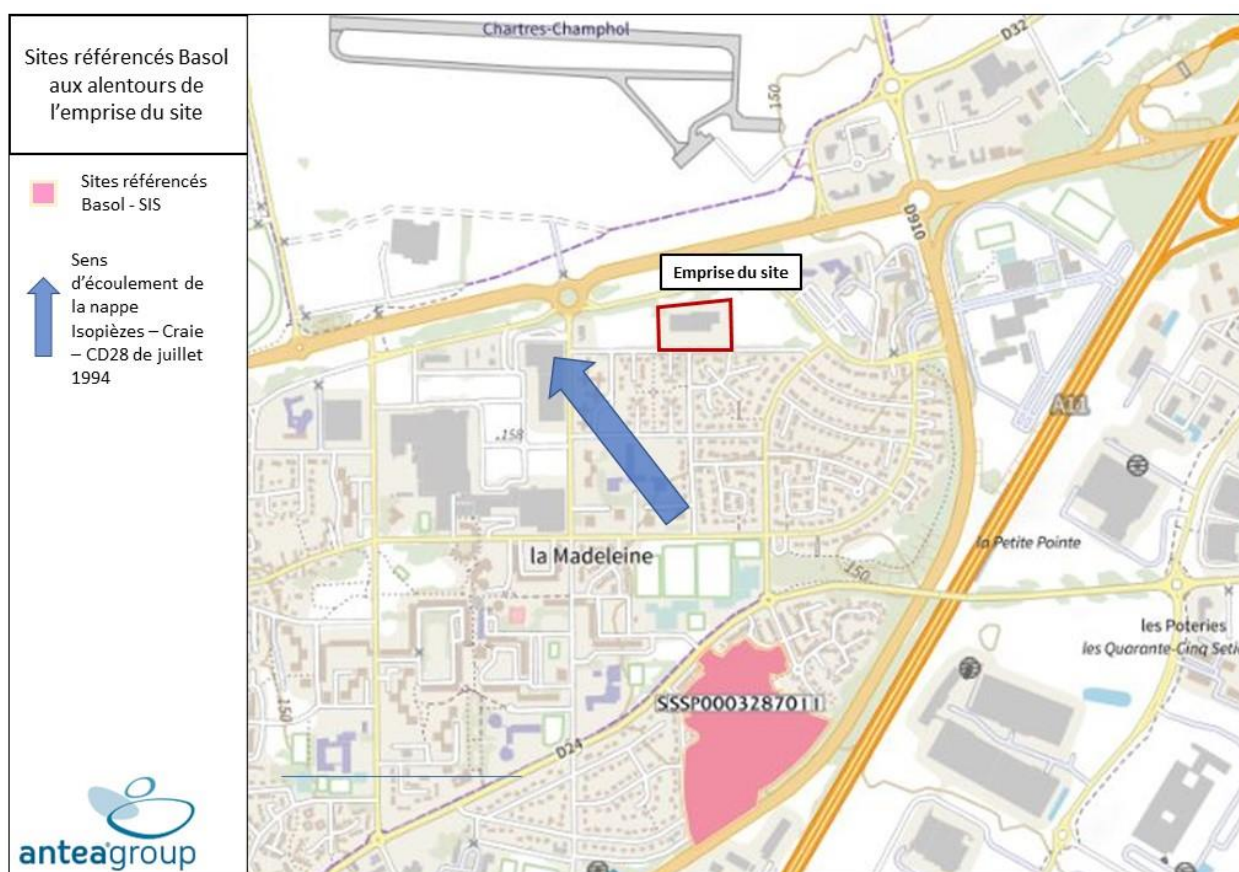 Sites référencés Basol
aux alentours de
l'emprise du site
Sites référencés
Basol - SIS
Sens
d'écoulement de
la nappe
Isopièzes – Craie
– CD28 de juillet
1994
anteagroup
Chartres-Champhol
D32
150
D910
Emprise du site
A11
158
la Madeleine
la Petite Pointe
150
les Poteries
les Quarante-Cinq Setie
SSSP0003287011
150
D24